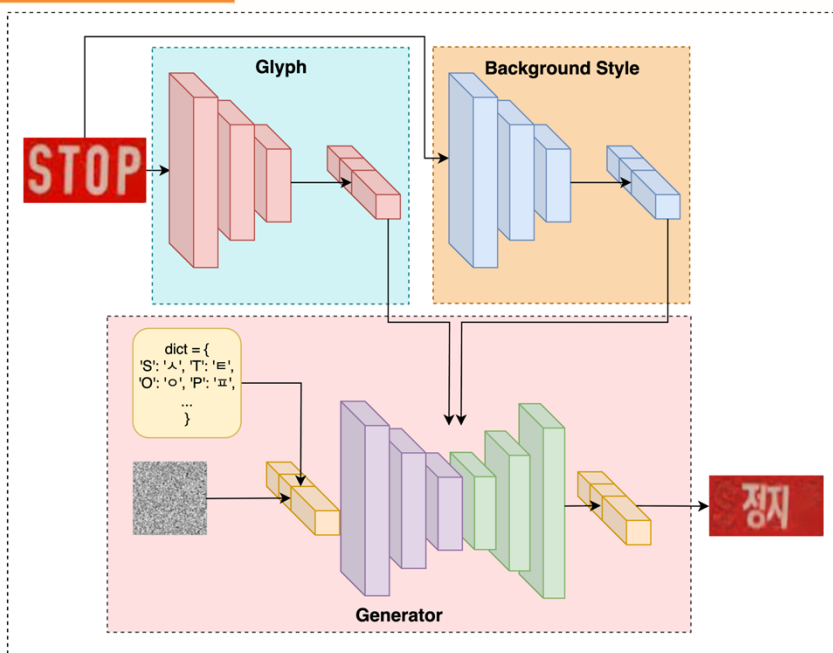 Glyph
Background Style
STOP
dict = {
'S': 'ㅅ', 'T': 'ㅌ',
'O': 'ㅇ', 'P': 'ㅍ',
...
}
정지
Generator